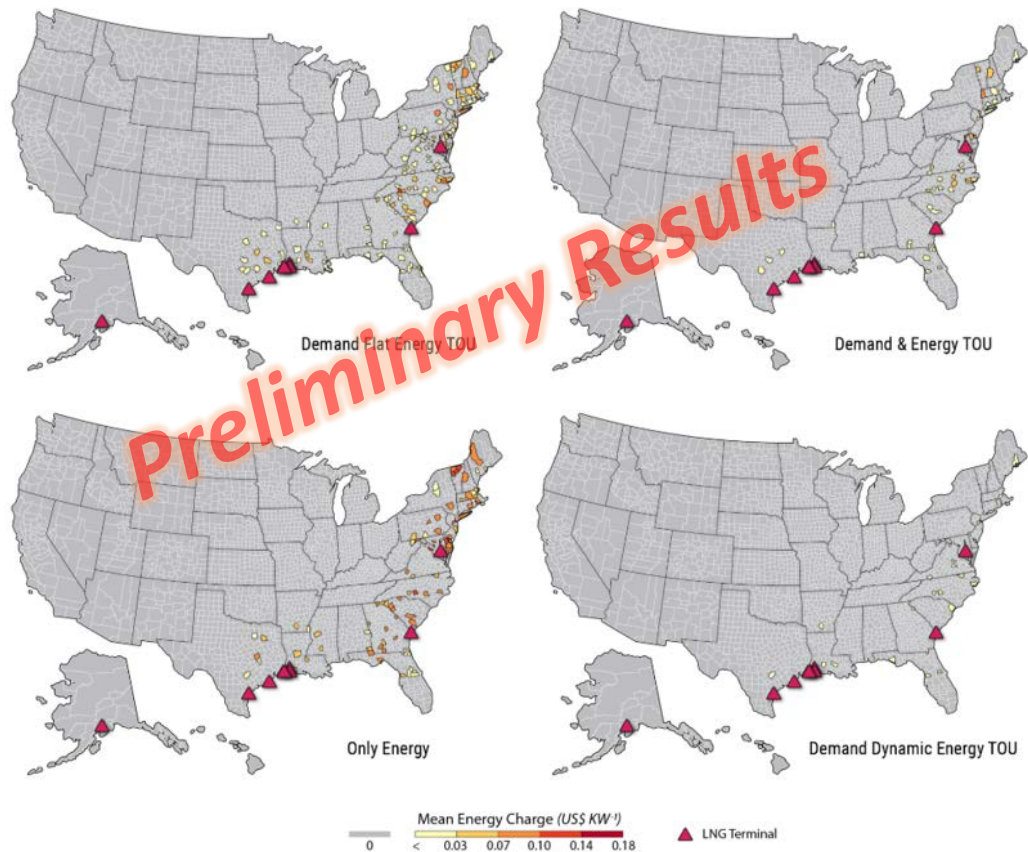 Preliminary Results
Demand Flat Energy TOU
Demand & Energy TOU
Only Energy
Demand Dynamic Energy TOU
Mean Energy Charge (US$ KW⁻¹)
0
< 0.03 0.07 0.10 0.14 0.18
LNG Terminal